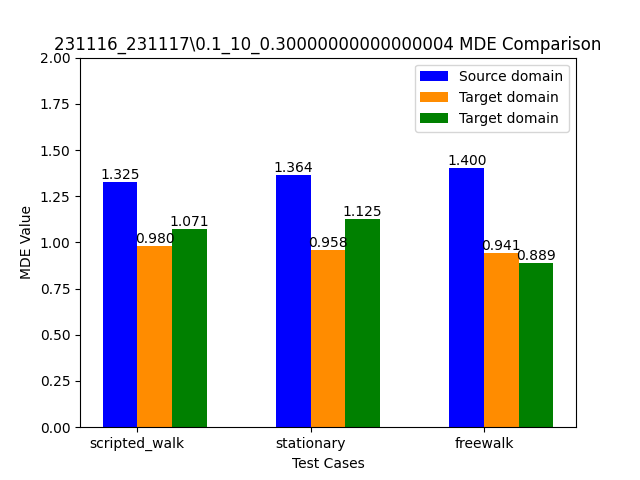 231116_231117\0.1_10_0.30000000000000004 MDE Comparison
Source domain
Target domain
Target domain
MDE Value
2.00
1.75
1.50
1.25
1.00
0.75
0.50
0.25
0.00
1.325
0.980
1.071
1.364
0.958
1.125
1.400
0.941
0.889
scripted_walk
stationary
freewalk
Test Cases